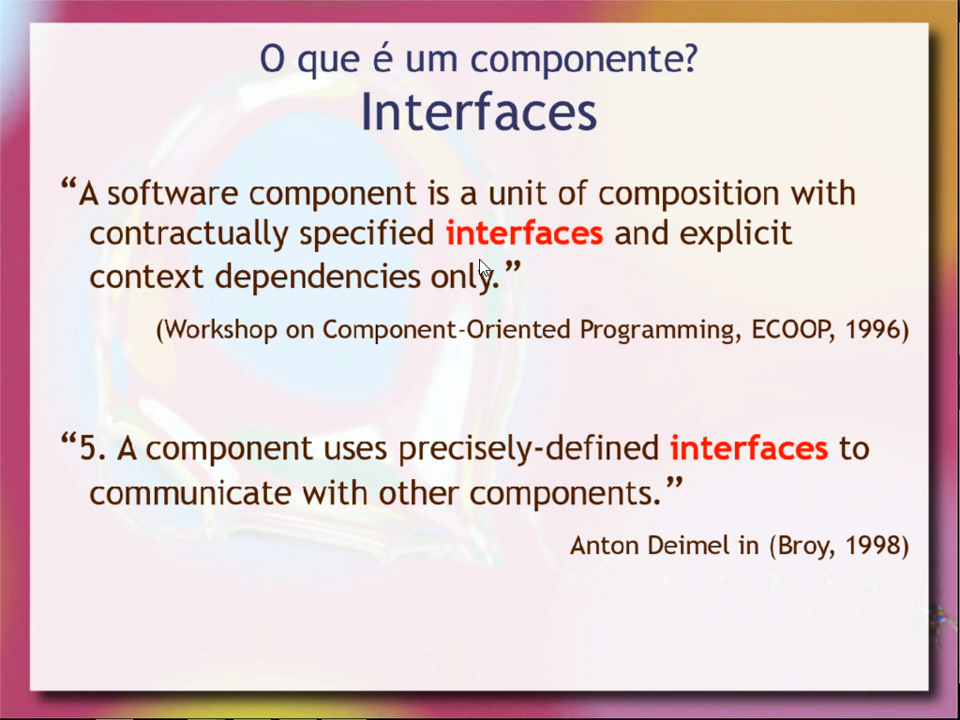 O que é um componente?
Interfaces
“A software component is a unit of composition with
contractually specified interfaces and explicit
context dependencies only.”
(Workshop on Component-Oriented Programming, ECOOP, 1996)
“5. A component uses precisely-defined interfaces to
communicate with other components.”
Anton Deimel in (Broy, 1998)